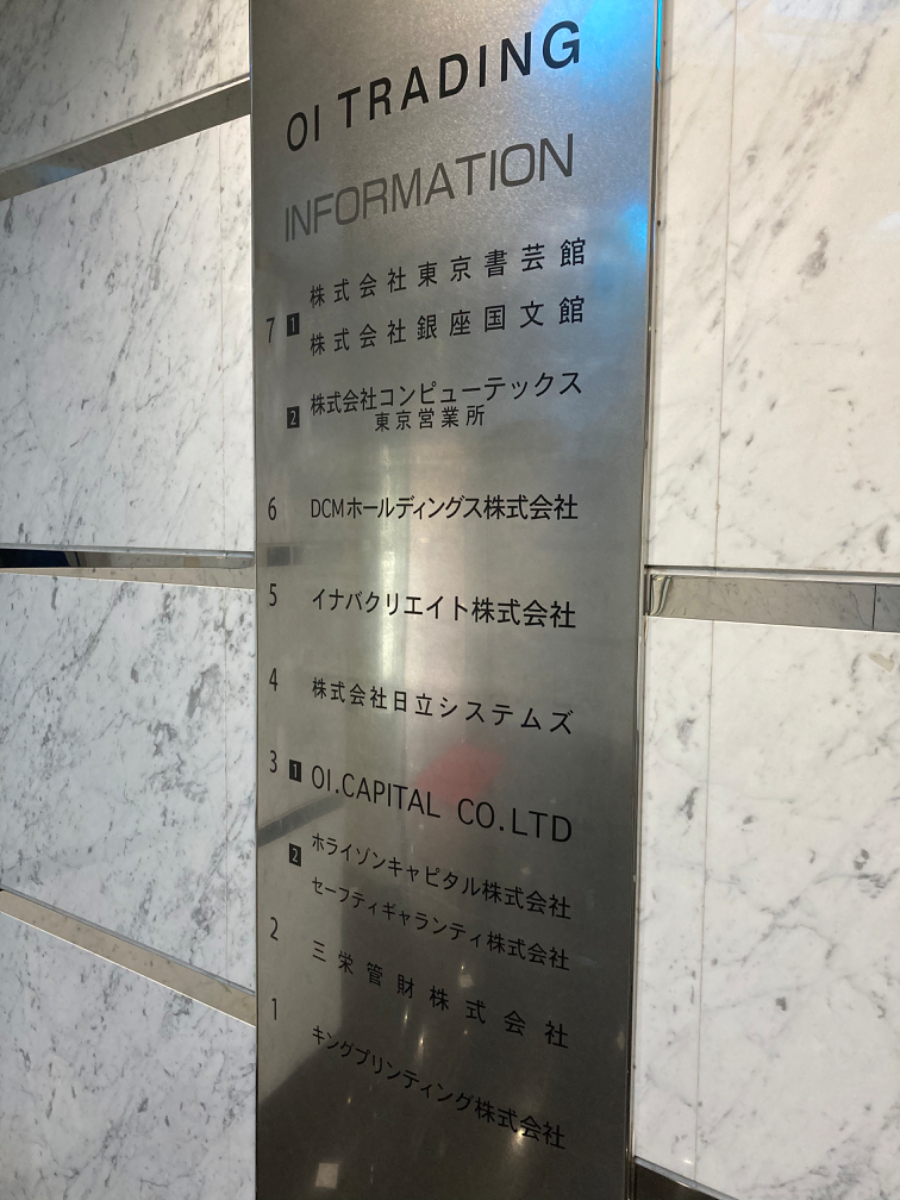 OI TRADING
INFORMATION
7 1 株式会社東京書芸館
株式会社銀座国文館
2 株式会社コンピューテックス
東京営業所
6 DCMホールディングス株式会社
5 イナバクリエイト株式会社
4 株式会社日立システムズ
3 1 OI.CAPITAL CO.LTD
2 ホライゾンキャピタル株式会社
セーフティギャランティ株式会社
2 三栄管財株式会社
1 キングプリンティング株式会社